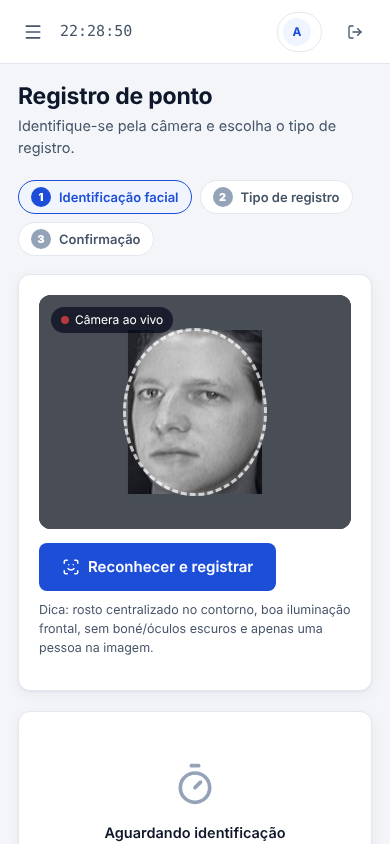 22:28:50
A
Registro de ponto
Identifique-se pela câmera e escolha o tipo de
registro.
1 Identificação facial
2 Tipo de registro
3 Confirmação
Câmera ao vivo
Reconhecer e registrar
Dica: rosto centralizado no contorno, boa iluminação
frontal, sem boné/óculos escuros e apenas uma
pessoa na imagem.
Aguardando identificação